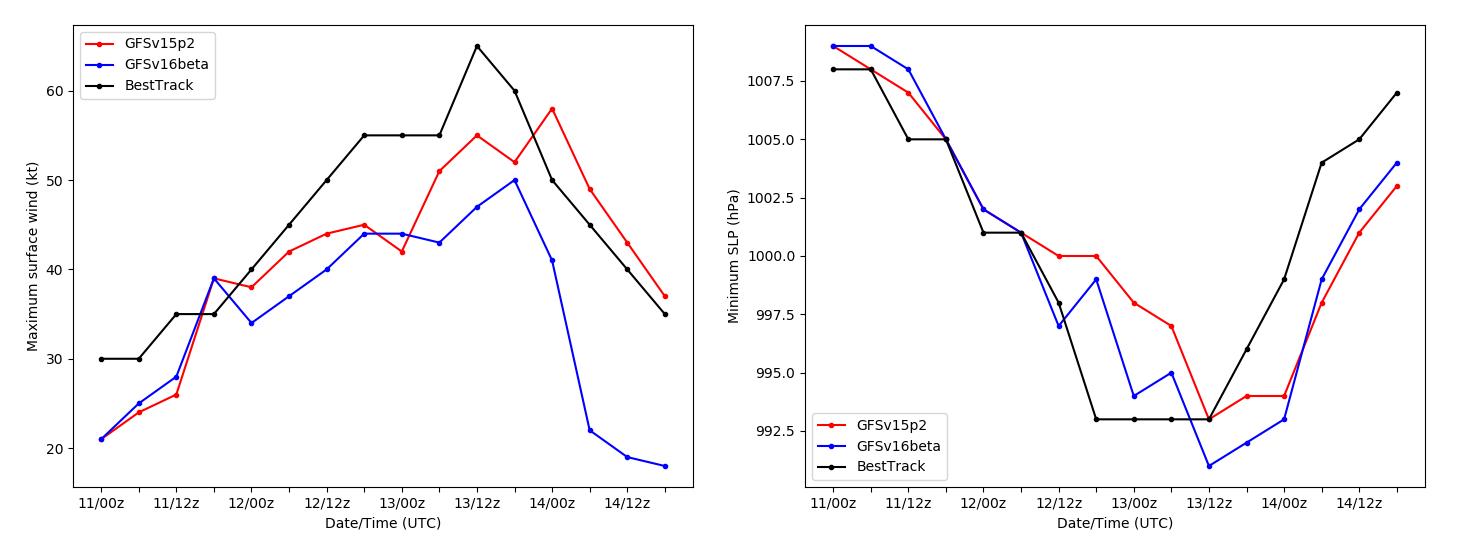 GFSv15p2
GFSv16beta
BestTrack
Maximum surface wind (kt)
60
50
40
30
20
11/00z 11/12z 12/00z 12/12z 13/00z 13/12z 14/00z 14/12z
Date/Time (UTC)
Minimum SLP (hPa)
1007.5
1005.0
1002.5
1000.0
997.5
995.0
992.5
GFSv15p2
GFSv16beta
BestTrack
11/00z 11/12z 12/00z 12/12z 13/00z 13/12z 14/00z 14/12z
Date/Time (UTC)